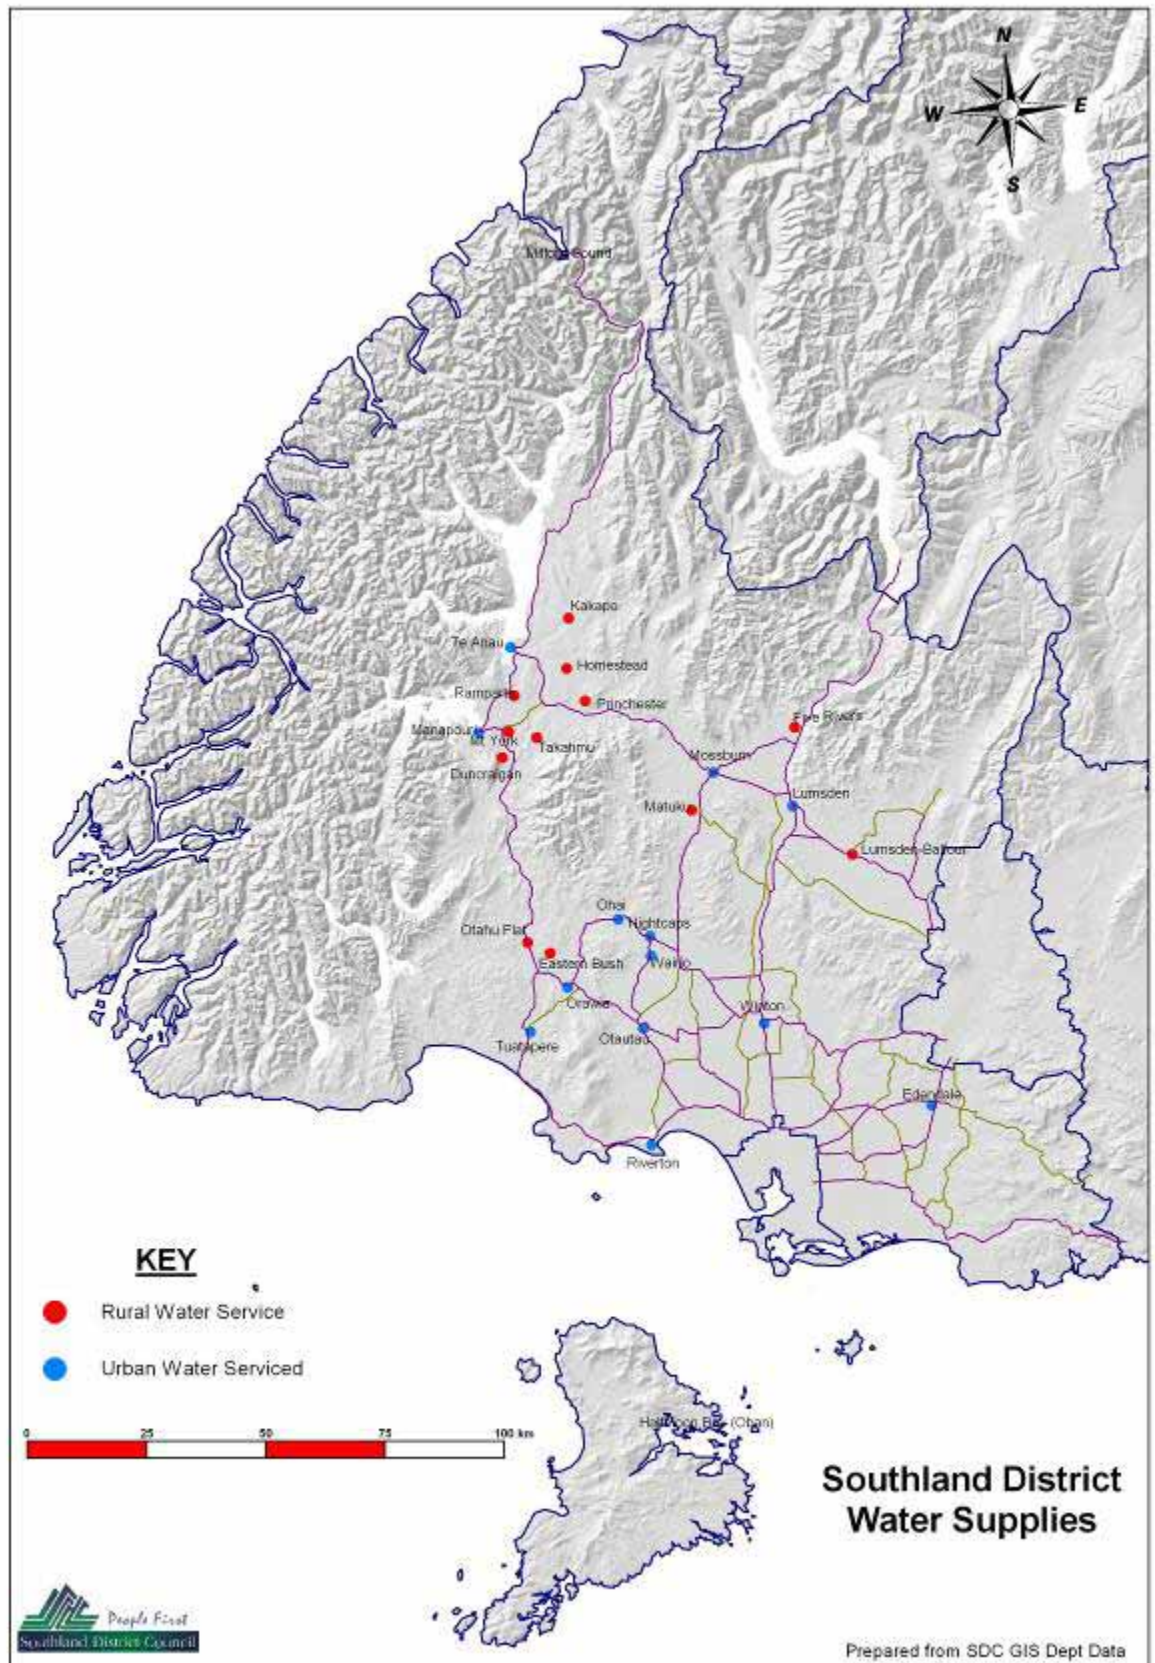 N
W
E
S
Milford Sound
Kakapo
Te Anau
Homestead
Ramparts
Princhester
Manapouri
Mt York
Takatimu
Five Rivers
Duncraigan
Mossburn
Matuku
Lumsden
Lumsden-Balfour
Ohai
Nightcaps
Otahu Flat
Eastern Bush
Wairio
Orawia
Winton
Tuatapere
Otautau
Edendale
Riverton
KEY
Rural Water Service
Urban Water Serviced
0 25 50 75 100 km
Halfmoon Bay (Oban)
Southland District
Water Supplies
People First
Southland District Council
Prepared from SDC GIS Dept Data